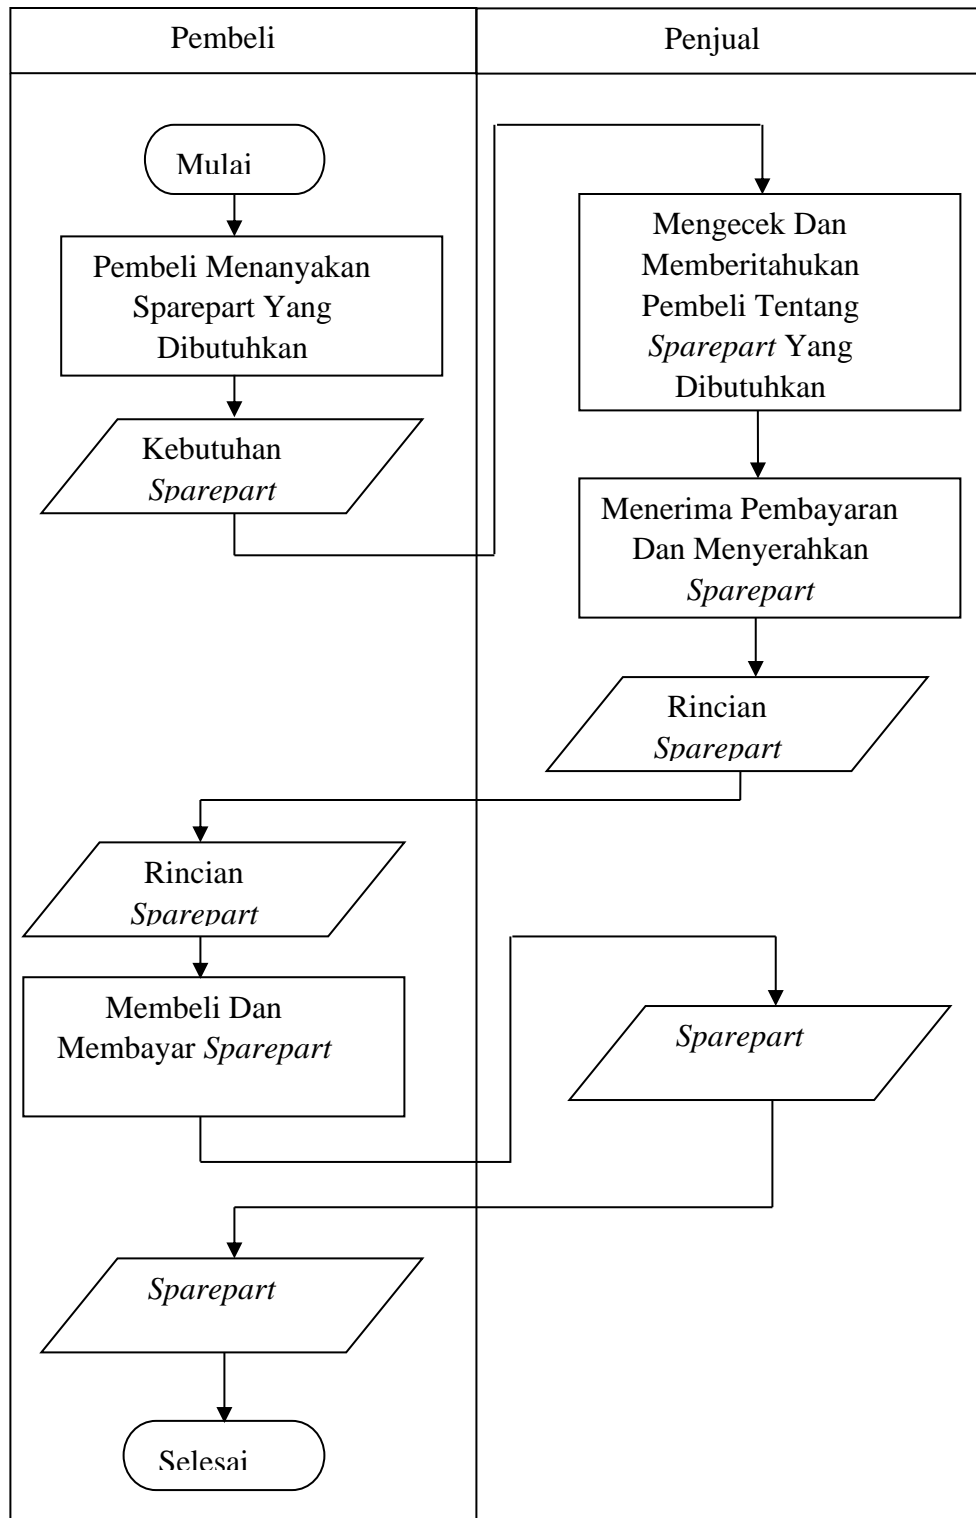 Pembeli
Penjual
Mulai
Pembeli Menanyakan
Sparepart Yang
Dibutuhkan
Kebutuhan
Sparepart
Mengecek Dan
Memberitahukan
Pembeli Tentang
Sparepart Yang
Dibutuhkan
Menerima Pembayaran
Dan Menyerahkan
Sparepart
Rincian
Sparepart
Rincian
Sparepart
Membeli Dan
Membayar Sparepart
Sparepart
Sparepart
Selesai